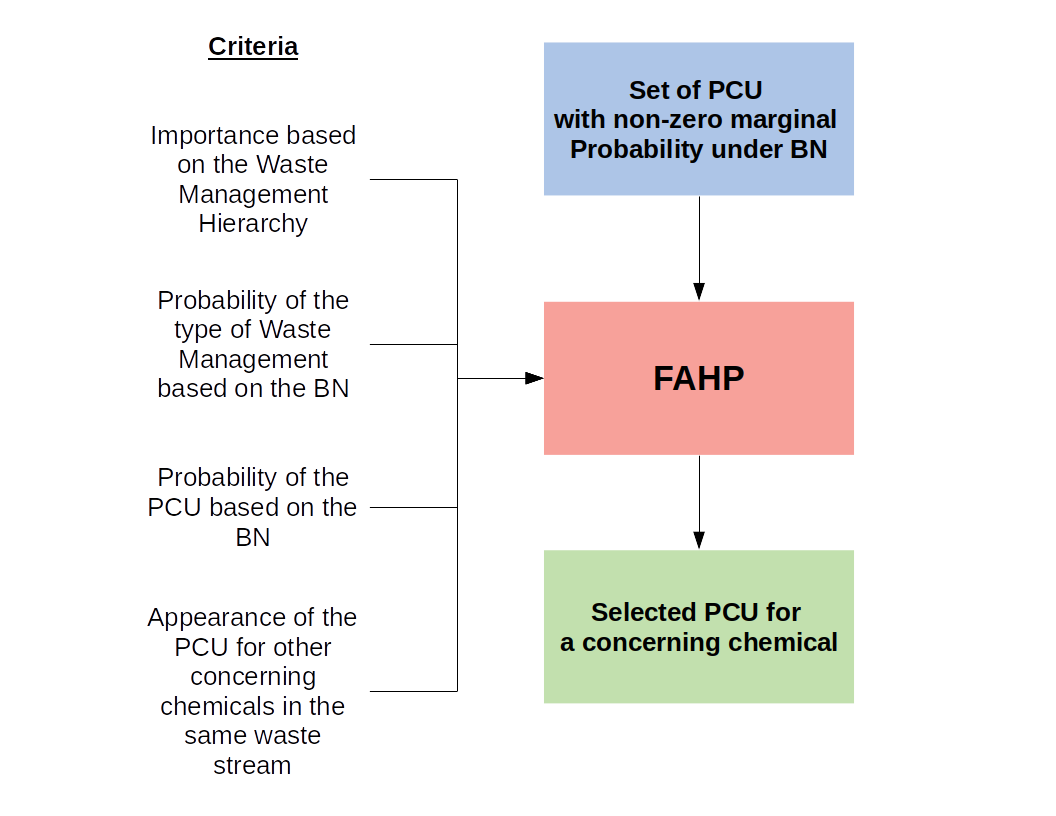 Criteria
Importance based
on the Waste
Management
Hierarchy
Probability of the
type of Waste
Management
based on the BN
Probability of the
PCU based on the
BN
Appearance of the
PCU for other
concerning
chemicals in the
same waste
stream
Set of PCU
with non-zero marginal
Probability under BN
FAHP
Selected PCU for
a concerning chemical